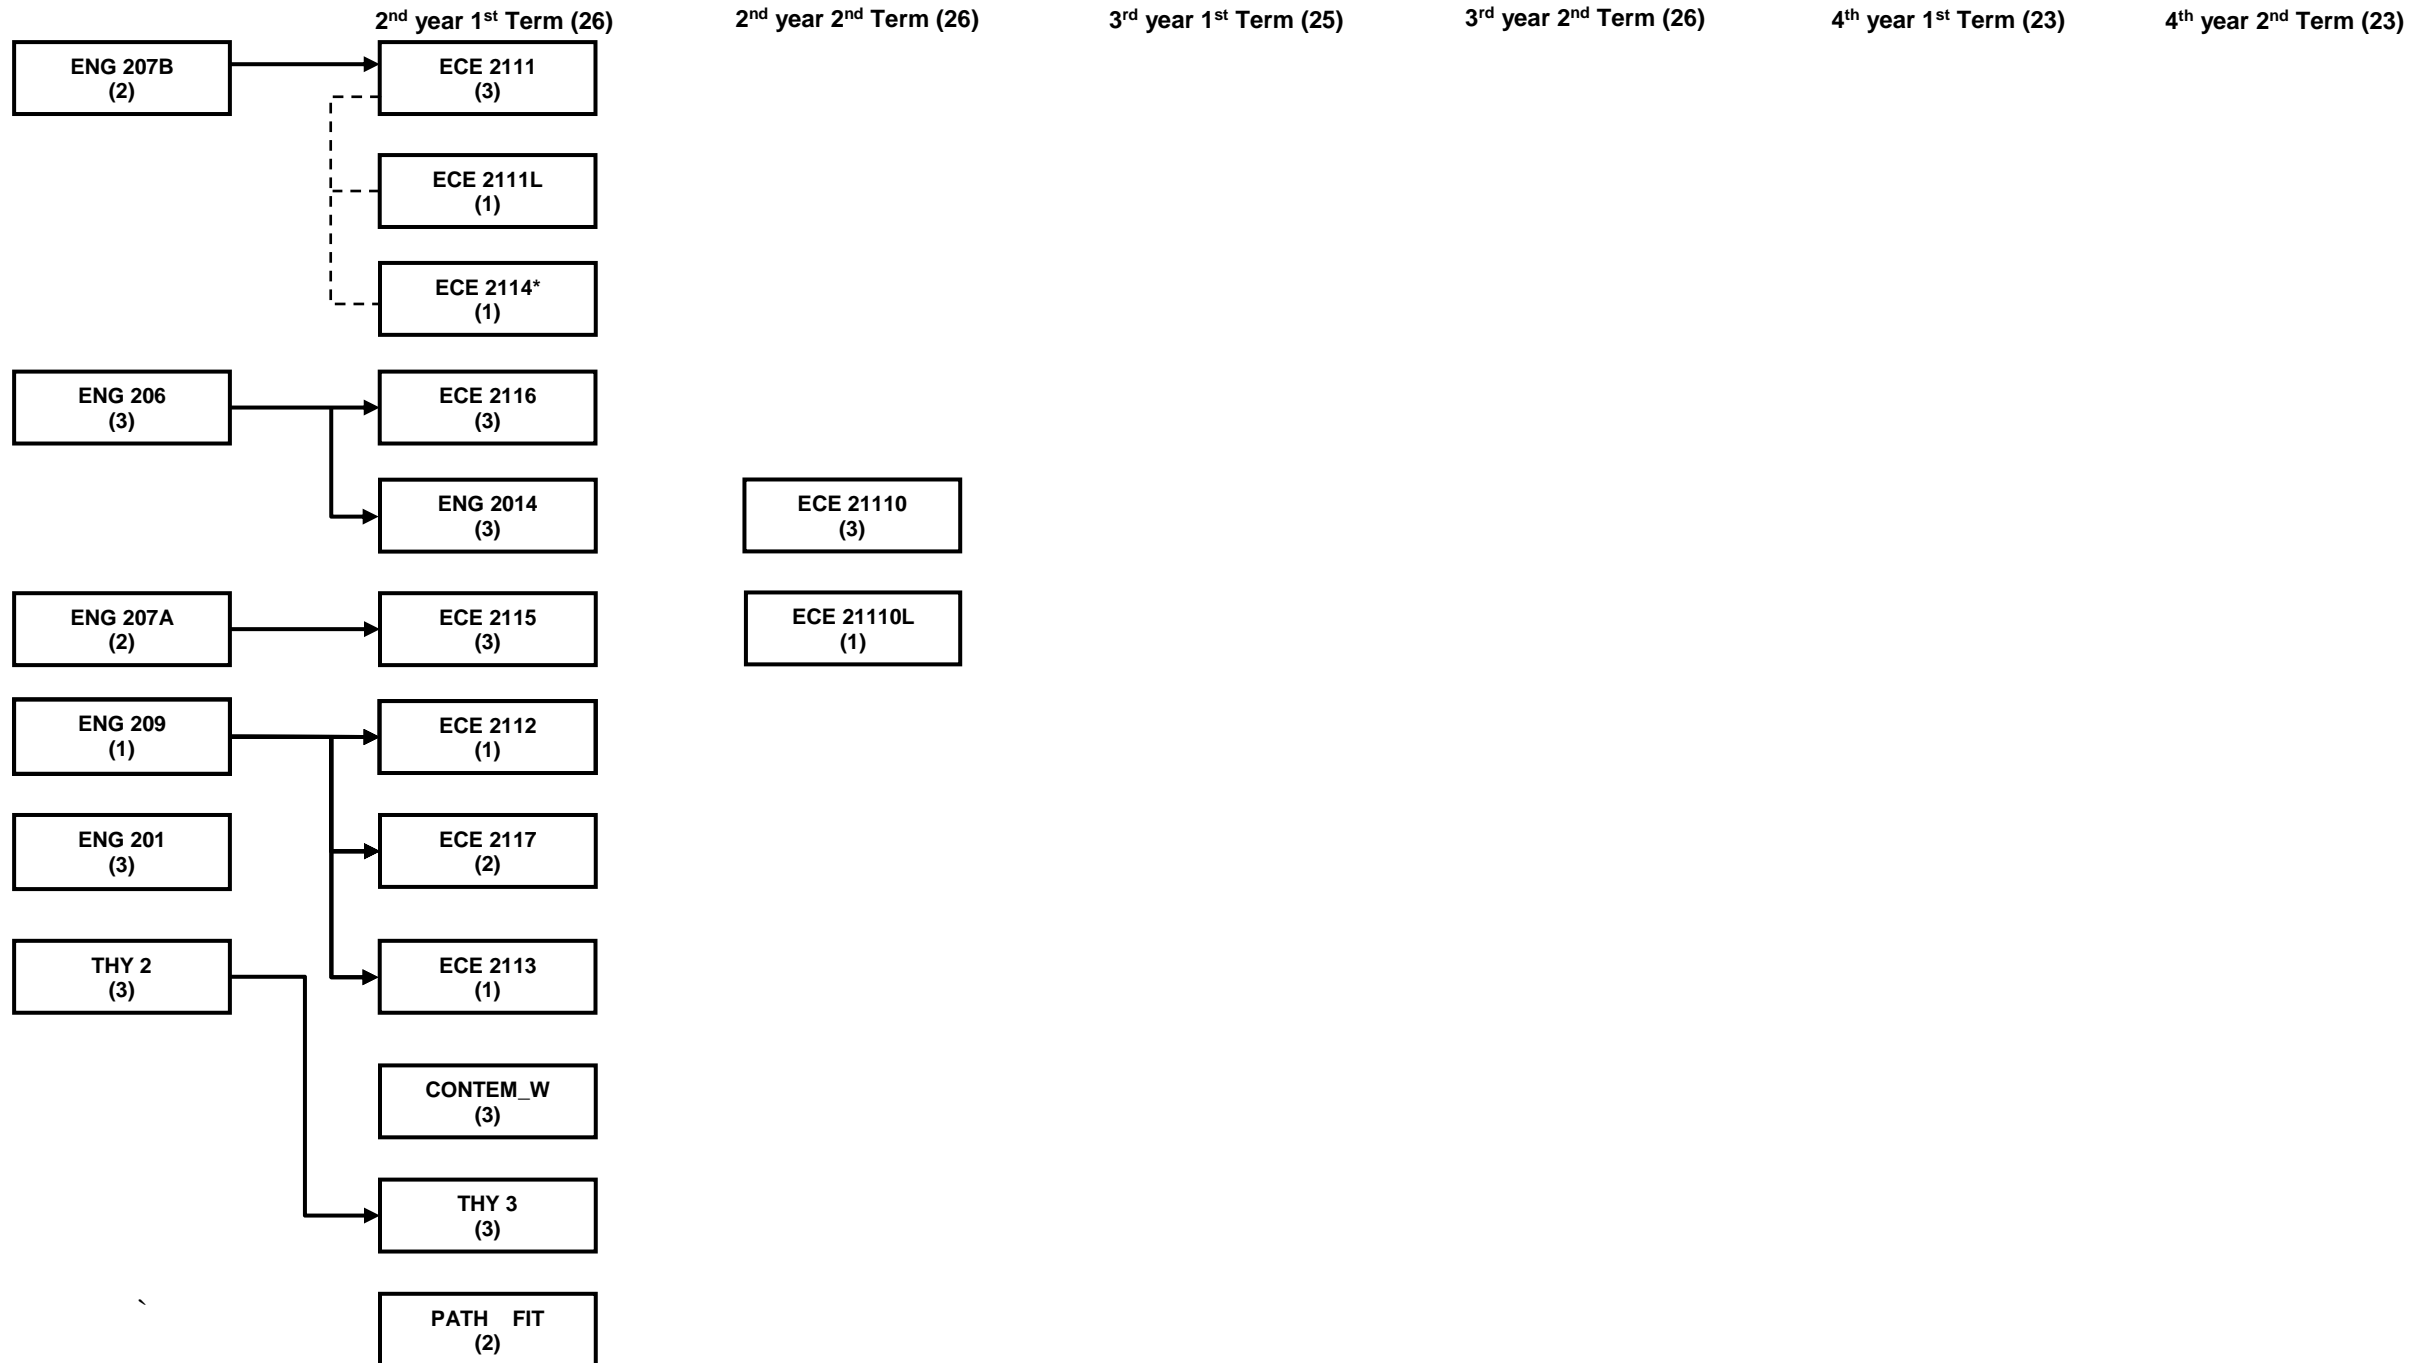 2nd year 1st Term (26)
2nd year 2nd Term (26)
3rd year 1st Term (25)
3rd year 2nd Term (26)
4th year 1st Term (23)
4th year 2nd Term (23)
ENG 207B
(2)
ECE 2111
(3)
ECE 2111L
(1)
ECE 2114*
(1)
ENG 206
(3)
ECE 2116
(3)
ENG 2014
(3)
ECE 21110
(3)
ENG 207A
(2)
ECE 2115
(3)
ECE 21110L
(1)
ENG 209
(1)
ECE 2112
(1)
ENG 201
(3)
ECE 2117
(2)
THY 2
(3)
ECE 2113
(1)
CONTEM_W
(3)
THY 3
(3)
`
PATH FIT
(2)